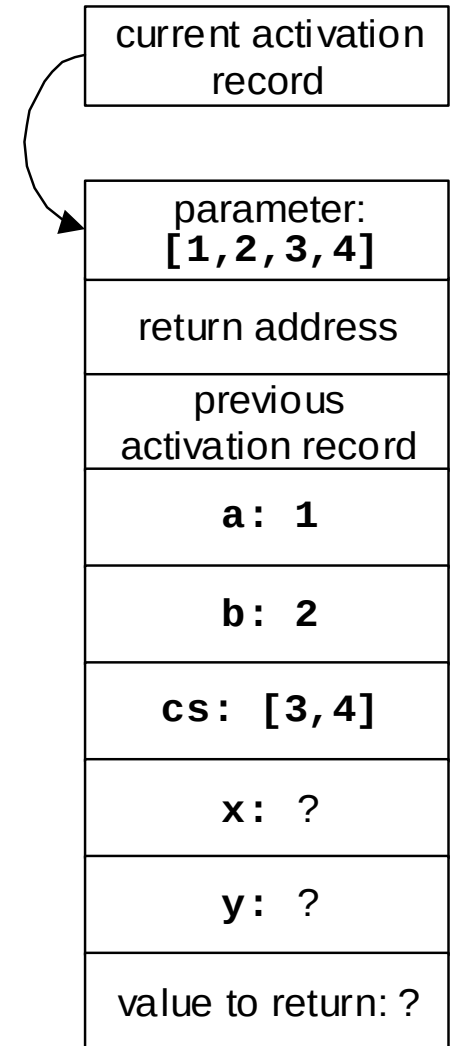 current activation
record
parameter:
[1,2,3,4]
return address
previous
activation record
a: 1
b: 2
cs: [3,4]
x: ?
y: ?
value to return: ?